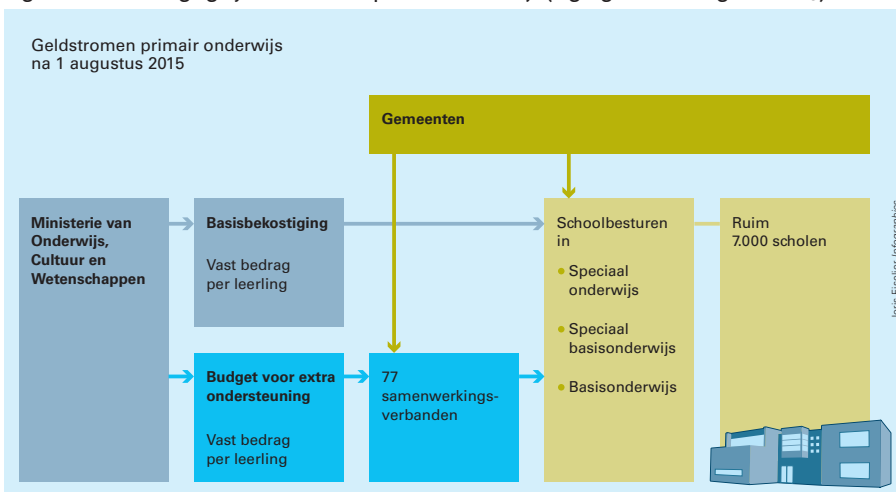 Geldstromen primair onderwijs
na 1 augustus 2015
Gemeenten
Ministerie van
Onderwijs,
Cultuur en
Wetenschappen
Basisbekostiging
Vast bedrag
per leerling
Schoolbesturen
in
• Speciaal
onderwijs
• Speciaal
basisonderwijs
• Basisonderwijs
Ruim
7.000 scholen
Budget voor extra
ondersteuning
Vast bedrag
per leerling
77
samenwerkings-
verbanden
Infographics